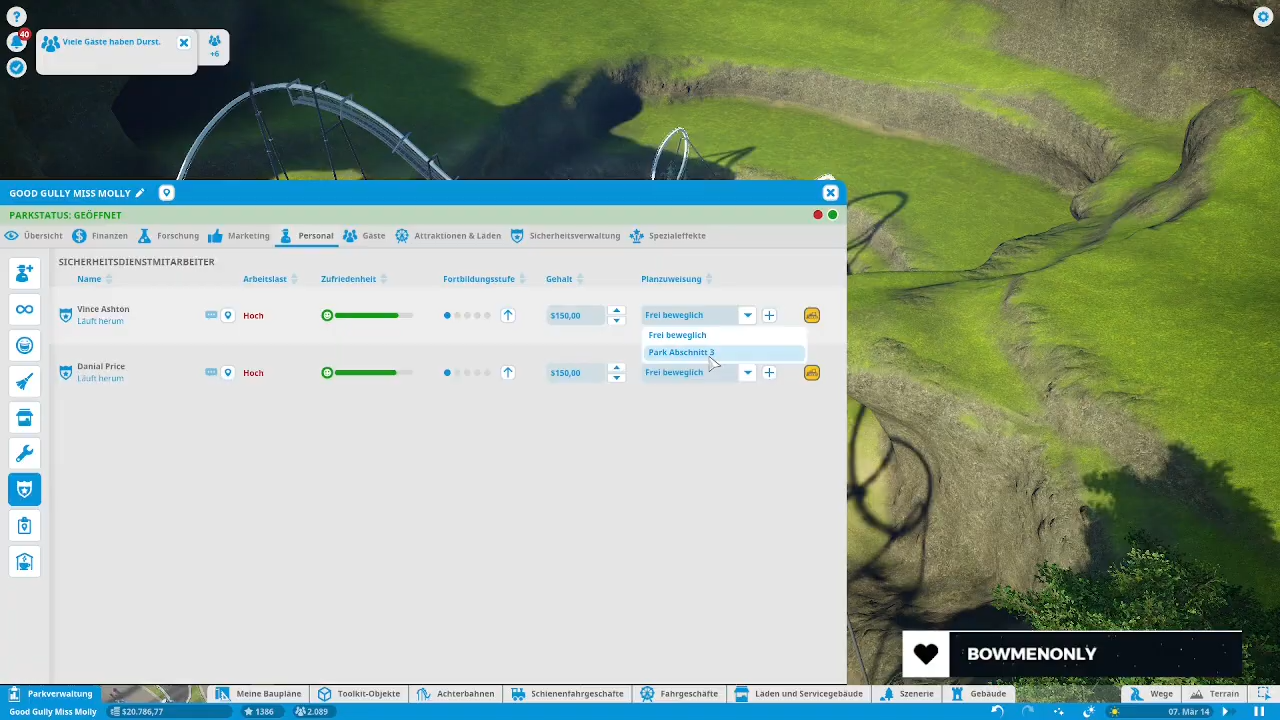 ?
40
Viele Gäste haben Durst.
+6
GOOD GULLY MISS MOLLY
PARKSTATUS: GEÖFFNET
Übersicht Finanzen Forschung Marketing Personal Gäste Attraktionen & Läden Sicherheitsverwaltung Spezialeffekte
SICHERHEITSDIENSTMITARBEITER
Name Arbeitslast Zufriedenheit Fortbildungsstufe Gehalt Planzuweisung
Vince Ashton
Läuft herum
Hoch $150,00 Frei beweglich
Frei beweglich
Park Abschnitt 3
Danial Price
Läuft herum
Hoch $150,00 Frei beweglich
BOWMENONLY
Parkverwaltung Meine Baupläne Toolkit-Objekte Achterbahnen Schienenfahrgeschäfte Fahrgeschäfte Läden und Servicegebäude Szenerie Gebäude Wege Terrain
Good Gully Miss Molly $20.786,77 1386 2.089 07. Mär 14